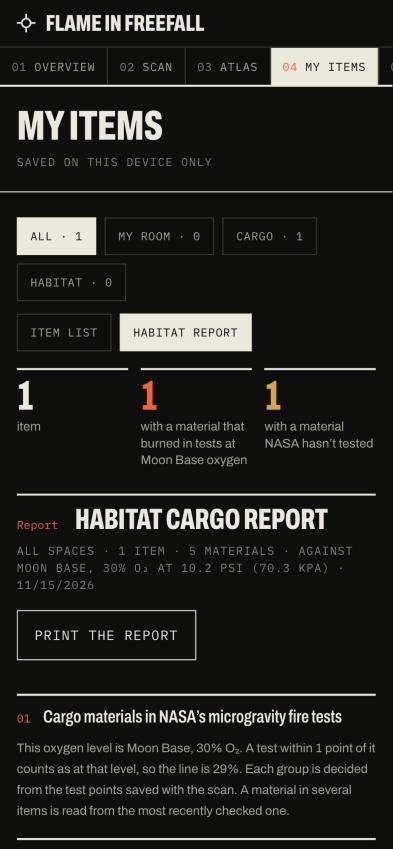 FLAME IN FREEFALL
01 OVERVIEW 02 SCAN 03 ATLAS 04 MY ITEMS
MY ITEMS
SAVED ON THIS DEVICE ONLY
ALL · 1 MY ROOM · 0 CARGO · 1
HABITAT · 0
ITEM LIST HABITAT REPORT
1 1 1
item with a material that with a material
burned in tests at NASA hasn’t tested
Moon Base oxygen
Report HABITAT CARGO REPORT
ALL SPACES · 1 ITEM · 5 MATERIALS · AGAINST
MOON BASE, 30% O₂ AT 10.2 PSI (70.3 KPA) ·
11/15/2026
PRINT THE REPORT
01 Cargo materials in NASA’s microgravity fire tests
This oxygen level is Moon Base, 30% O₂. A test within 1 point of it
counts as at that level, so the line is 29%. Each group is decided
from the test points saved with the scan. A material in several
items is read from the most recently checked one.